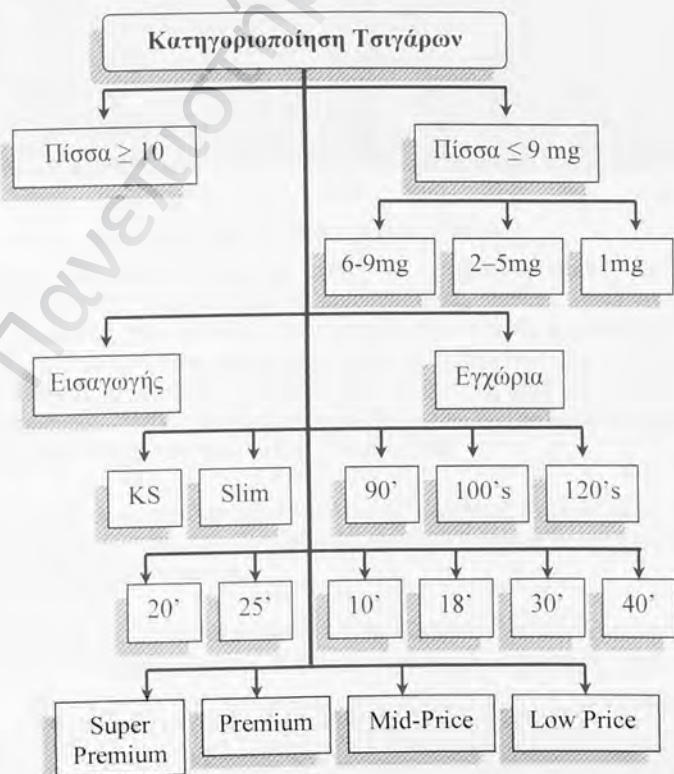 Κατηγοριοποίηση Τσιγάρων
Πίσσα ≥ 10
Πίσσα ≤ 9 mg
6-9mg
2–5mg
1mg
Εισαγωγής
Εγχώρια
KS
Slim
90’
100’s
120’s
20’
25’
10’
18’
30’
40’
Super
Premium
Premium
Mid-Price
Low Price